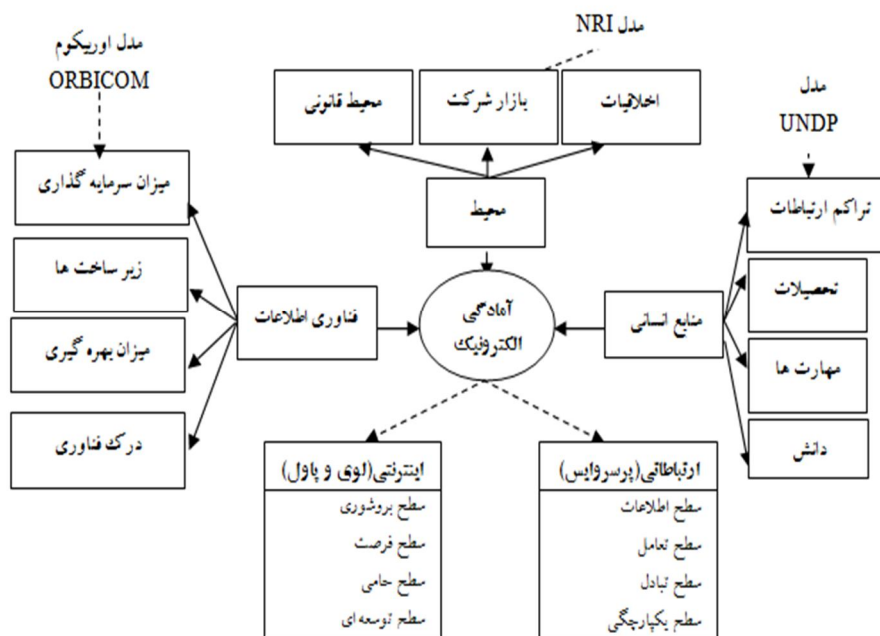 مدل NRI
مدل اوریکوم
ORBICOM
مدل
UNDP
اخلاقیات
بازار شرکت
محیط قانونی
محیط
میزان سرمایه گذاری
زیر ساخت ها
میزان بهره گیری
درک فناوری
فناوری اطلاعات
آمادگی
الکترونیک
منابع انسانی
تراکم ارتباطات
تحصیلات
مهارت ها
دانش
ارتباطاتی(پرسروایس)
سطح اطلاعات
سطح تعامل
سطح تبادل
سطح یکپارچگی
اینترنتی(لوی و پاول)
سطح بروشوری
سطح فرصت
سطح حامی
سطح توسعه ای